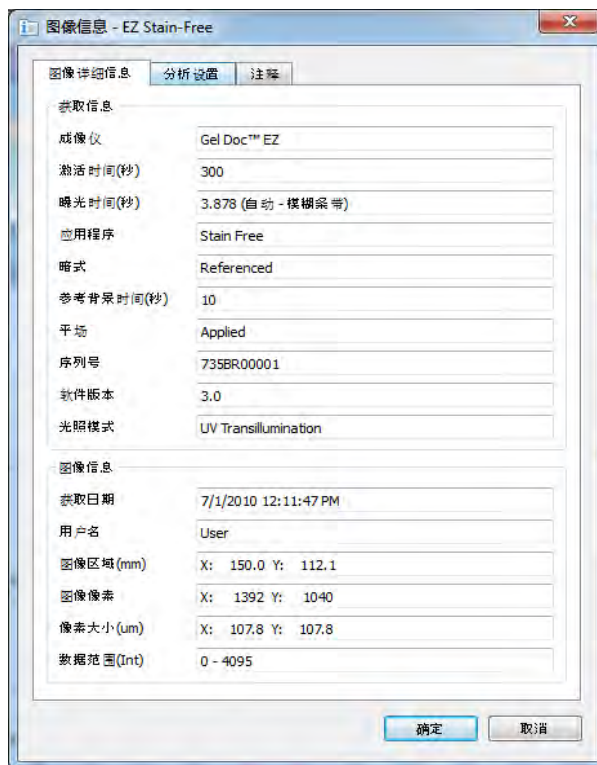 图像信息 - EZ Stain-Free
图像详细信息 分析设置 注释
获取信息
成像仪 Gel Doc™ EZ
激活时间(秒) 300
曝光时间(秒) 3.878 (自动 - 模糊条带)
应用程序 Stain Free
暗式 Referenced
参考背景时间(秒) 10
平场 Applied
序列号 735BR00001
软件版本 3.0
光照模式 UV Transillumination
图像信息
获取日期 7/1/2010 12:11:47 PM
用户名 User
图像区域(mm) X: 150.0 Y: 112.1
图像像素 X: 1392 Y: 1040
像素大小(um) X: 107.8 Y: 107.8
数据范围(Int) 0 - 4095
确定 取消